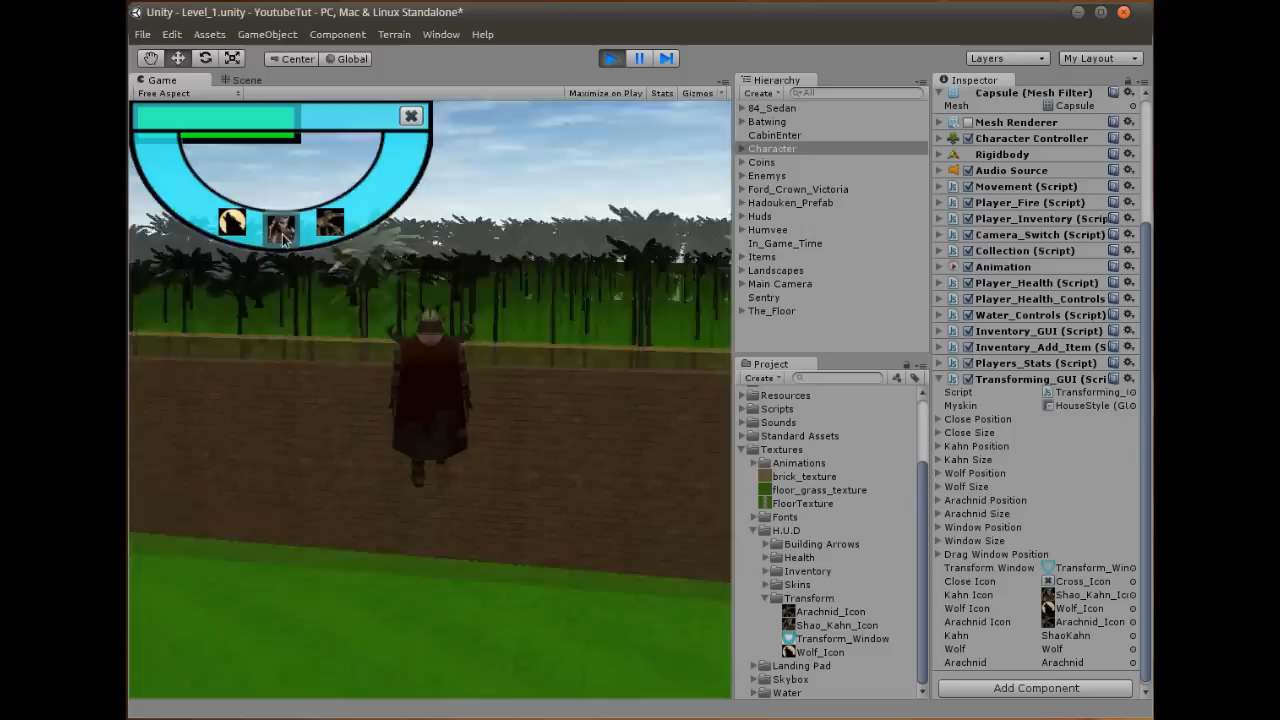 Unity - Level_1.unity - YoutubeTut - PC, Mac & Linux Standalone*
File Edit Assets GameObject Component Terrain Window Help
Center Global Layers My Layout
Game Scene
Free Aspect Maximize on Play Stats Gizmos
Hierarchy
Create All
84_Sedan
Batwing
CabinEnter
Character
Coins
Enemys
Ford_Crown_Victoria
Hadouken_Prefab
Huds
Humvee
In_Game_Time
Items
Landscapes
Main Camera
Sentry
The_Floor
Project
Create
Resources
Scripts
Sounds
Standard Assets
Textures
Animations
brick_texture
floor_grass_texture
FloorTexture
Fonts
H.U.D
Building Arrows
Health
Inventory
Skins
Transform
Arachnid_Icon
Shao_Kahn_Icon
Transform_Window
Wolf_Icon
Landing Pad
Skybox
Water
Inspector
Capsule (Mesh Filter)
Mesh Capsule
Mesh Renderer
Character Controller
Rigidbody
Audio Source
Movement (Script)
Player_Fire (Script)
Player_Inventory (Scrip
Camera_Switch (Script)
Collection (Script)
Animation
Player_Health (Script)
Player_Health_Controls
Water_Controls (Script)
Inventory_GUI (Script)
Inventory_Add_Item (S
Players_Stats (Script)
Transforming_GUI (Scri
Script Transforming_
Myskin HouseStyle (G
Close Position
Close Size
Kahn Position
Kahn Size
Wolf Position
Wolf Size
Arachnid Position
Arachnid Size
Window Position
Window Size
Drag Window Position
Transform Window Transform_Win
Close Icon Cross_Icon
Kahn Icon Shao_Kahn_Ic
Wolf Icon Wolf_Icon
Arachnid Icon Arachnid_Icon
Kahn ShaoKahn
Wolf Wolf
Arachnid Arachnid
Add Component